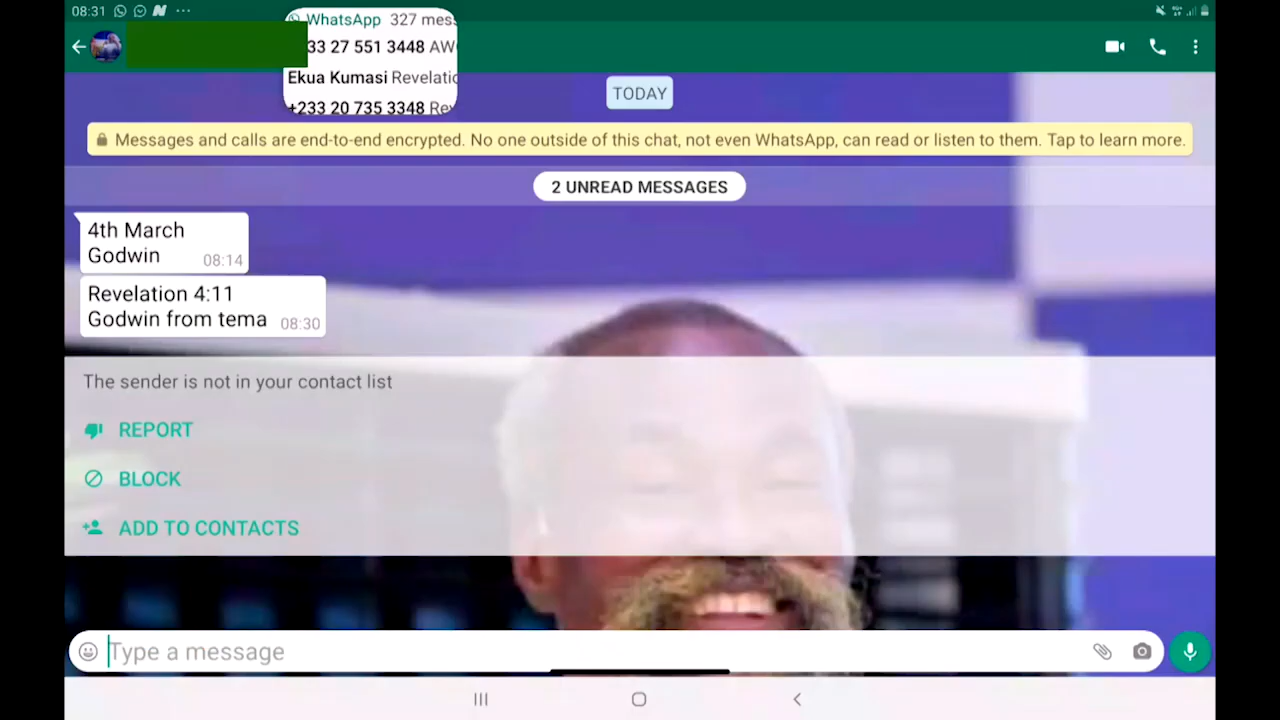 08:31
WhatsApp 327 mess
33 27 551 3448 AW
Ekua Kumasi Revelatio
+233 20 735 3348 Re
TODAY
Messages and calls are end-to-end encrypted. No one outside of this chat, not even WhatsApp, can read or listen to them. Tap to learn more.
2 UNREAD MESSAGES
4th March
Godwin 08:14
Revelation 4:11
Godwin from tema 08:30
The sender is not in your contact list
REPORT
BLOCK
ADD TO CONTACTS
Type a message